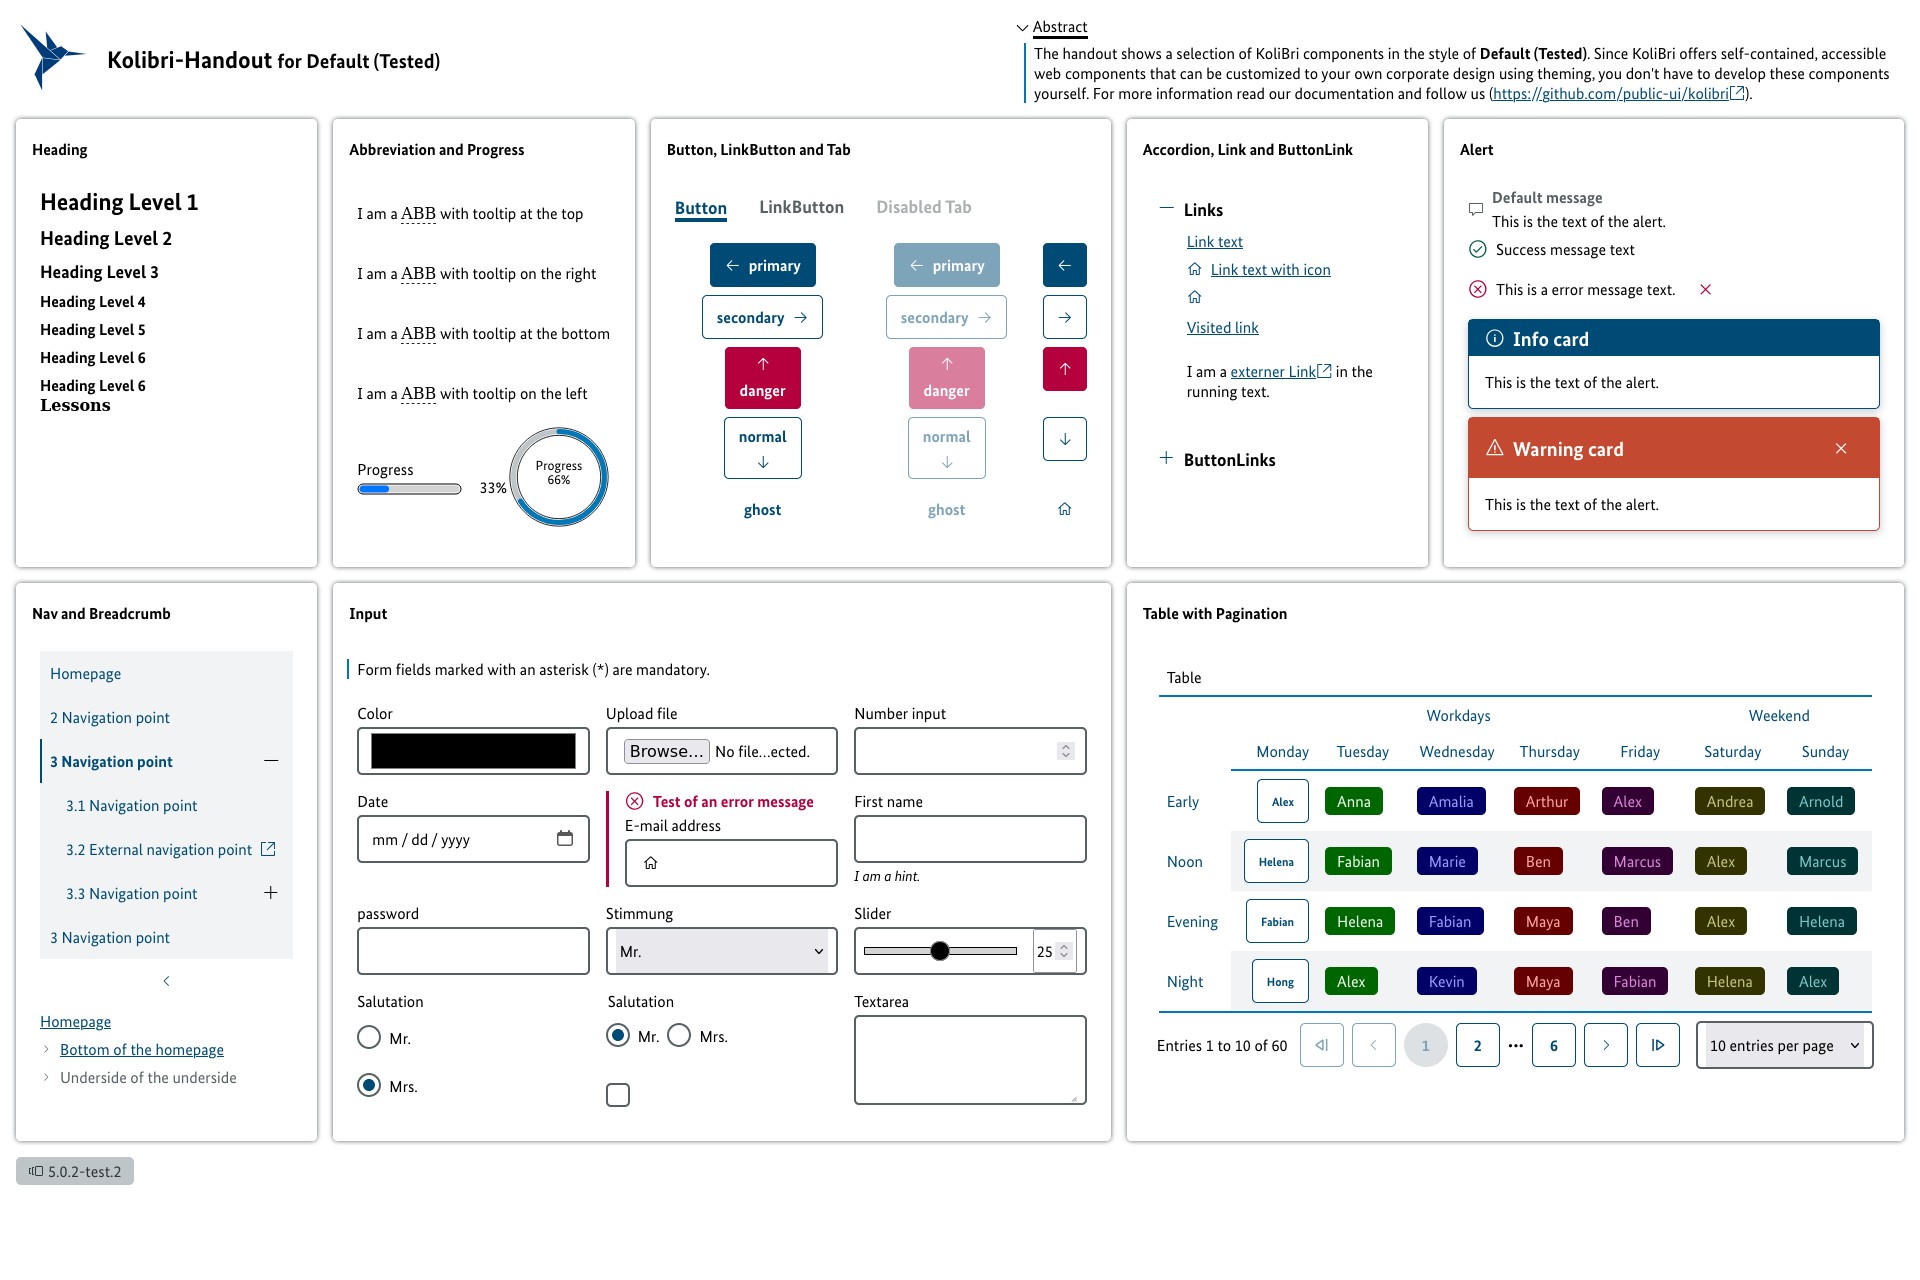 Kolibri-Handout for Default (Tested)
Abstract
The handout shows a selection of KoliBri components in the style of Default (Tested). Since KoliBri offers self-contained, accessible
web components that can be customized to your own corporate design using theming, you don't have to develop these components
yourself. For more information read our documentation and follow us (https://github.com/public-ui/kolibri).
Heading
Heading Level 1
Heading Level 2
Heading Level 3
Heading Level 4
Heading Level 5
Heading Level 6
Heading Level 6
Lessons
Abbreviation and Progress
I am a ABB with tooltip at the top
I am a ABB with tooltip on the right
I am a ABB with tooltip at the bottom
I am a ABB with tooltip on the left
Progress
33%
Progress
66%
Button, LinkButton and Tab
Button LinkButton Disabled Tab
primary primary
secondary secondary
danger danger
normal normal
ghost ghost
Accordion, Link and ButtonLink
Links
Link text
Link text with icon
Visited link
I am a externer Link in the
running text.
ButtonLinks
Alert
Default message
This is the text of the alert.
Success message text
This is a error message text.
Info card
This is the text of the alert.
Warning card
This is the text of the alert.
Nav and Breadcrumb
Homepage
2 Navigation point
3 Navigation point
3.1 Navigation point
3.2 External navigation point
3.3 Navigation point
3 Navigation point
Homepage
Bottom of the homepage
Underside of the underside
Input
Form fields marked with an asterisk (*) are mandatory.
Color
Upload file
Browse... No file...ected.
Number input
Date
mm / dd / yyyy
Test of an error message
E-mail address
First name
I am a hint.
password
Stimmung
Mr.
Slider
25
Salutation
Mr.
Mrs.
Salutation
Mr. Mrs.
Textarea
Table with Pagination
Table
Workdays Weekend
Monday Tuesday Wednesday Thursday Friday Saturday Sunday
Early Alex Anna Amalia Arthur Alex Andrea Arnold
Noon Helena Fabian Marie Ben Marcus Alex Marcus
Evening Fabian Helena Fabian Maya Ben Alex Helena
Night Hong Alex Kevin Maya Fabian Helena Alex
Entries 1 to 10 of 60 1 2 ••• 6 10 entries per page
5.0.2-test.2